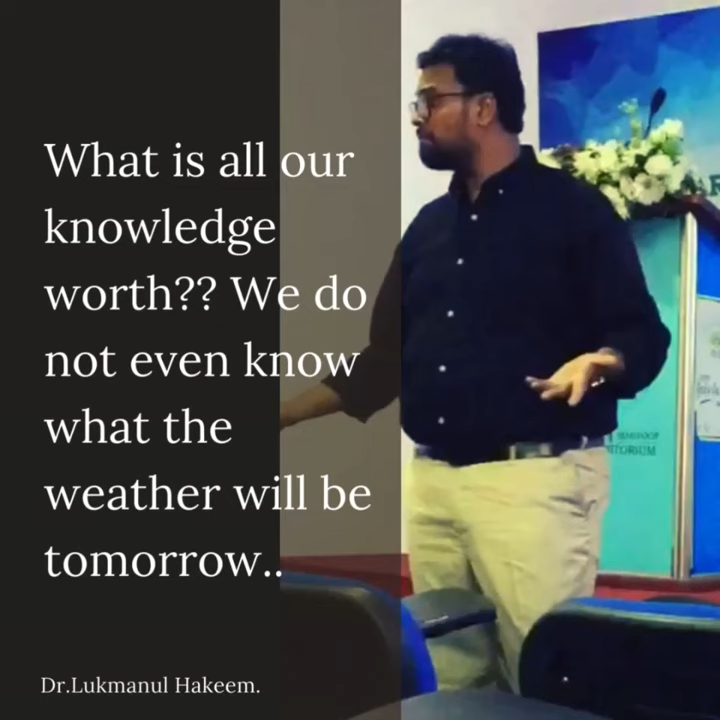 What is all our
knowledge
worth?? We do
not even know
what the
weather will be
tomorrow..
Dr.Lukmanul Hakeem.